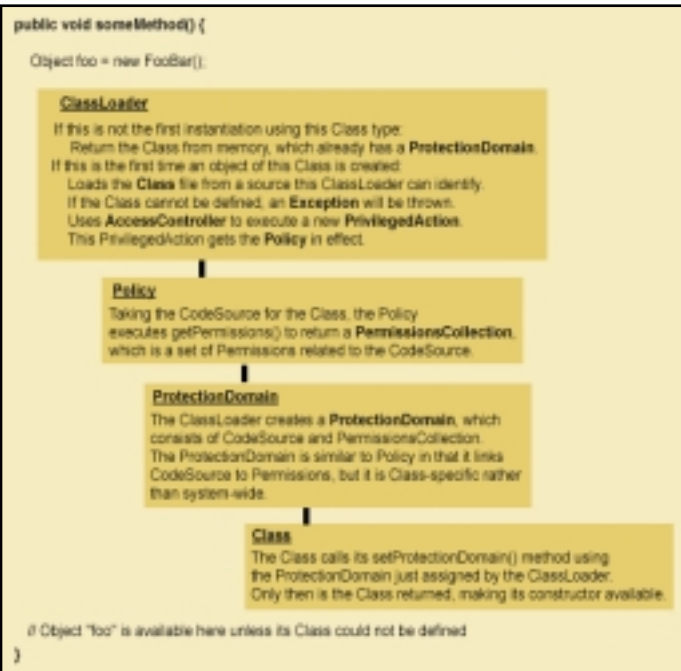 public void someMethod() {
Object foo = new FooBar();
ClassLoader
If this is not the first instantiation using this Class type:
Return the Class from memory, which already has a ProtectionDomain.
If this is the first time an object of this Class is created:
Loads the Class file from a source this ClassLoader can identify.
If the Class cannot be defined, an Exception will be thrown.
Uses AccessController to execute a new PrivilegedAction.
This PrivilegedAction gets the Policy in effect.
Policy
Taking the CodeSource for the Class, the Policy
executes getPermissions() to return a PermissionsCollection,
which is a set of Permissions related to the CodeSource.
ProtectionDomain
The ClassLoader creates a ProtectionDomain, which
consists of CodeSource and PermissionsCollection.
The ProtectionDomain is similar to Policy in that it links
CodeSource to Permissions, but it is Class-specific rather
than system-wide.
Class
The Class calls its setProtectionDomain() method using
the ProtectionDomain just assigned by the ClassLoader.
Only then is the Class returned, making its constructor available.
// Object "foo" is available here unless its Class could not be defined
}